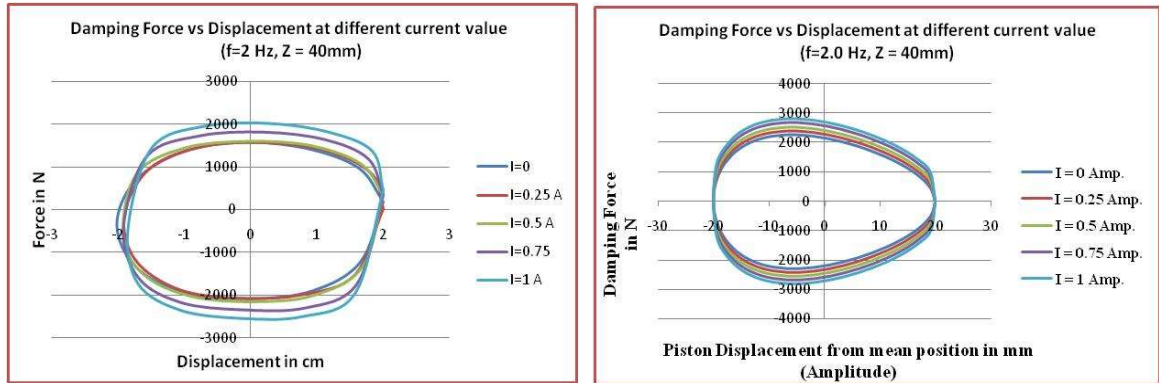 Damping Force vs Displacement at different current value
(f=2 Hz, Z = 40mm)
3000
2000
1000
0
-1000
-2000
-3000
-3
-2
-1
0
1
2
3
Force in N
Displacement in cm
I=0
I=0.25 A
I=0.5 A
I=0.75
I=1 A
Damping Force vs Displacement at different current value
(f=2.0 Hz, Z = 40mm)
4000
3000
2000
1000
0
-1000
-2000
-3000
-4000
-30
-20
-10
0
10
20
30
Damping Force
in N
Piston Displacement from mean position in mm
(Amplitude)
I = 0 Amp.
I = 0.25 Amp.
I = 0.5 Amp.
I = 0.75 Amp.
I = 1 Amp.